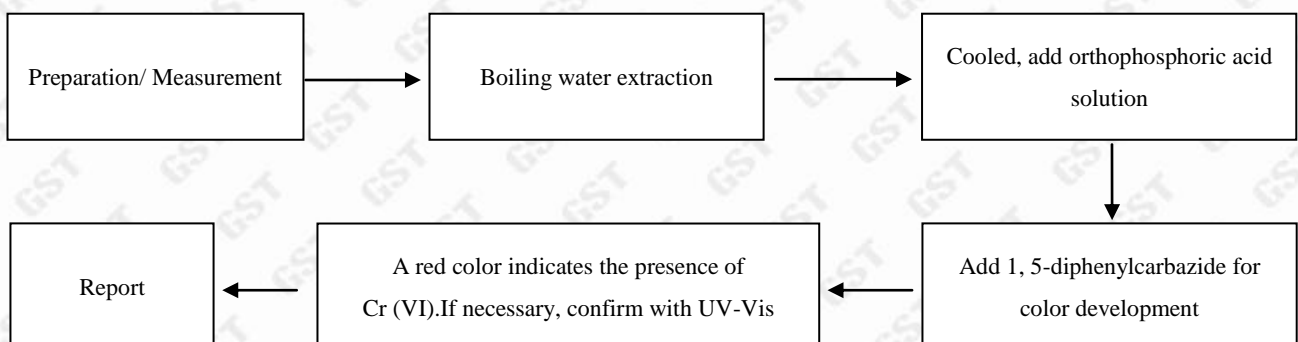 Preparation/ Measurement
Boiling water extraction
Cooled, add orthophosphoric acid
solution
Add 1, 5-diphenylcarbazide for
color development
A red color indicates the presence of
Cr (VI).If necessary, confirm with UV-Vis
Report
GST